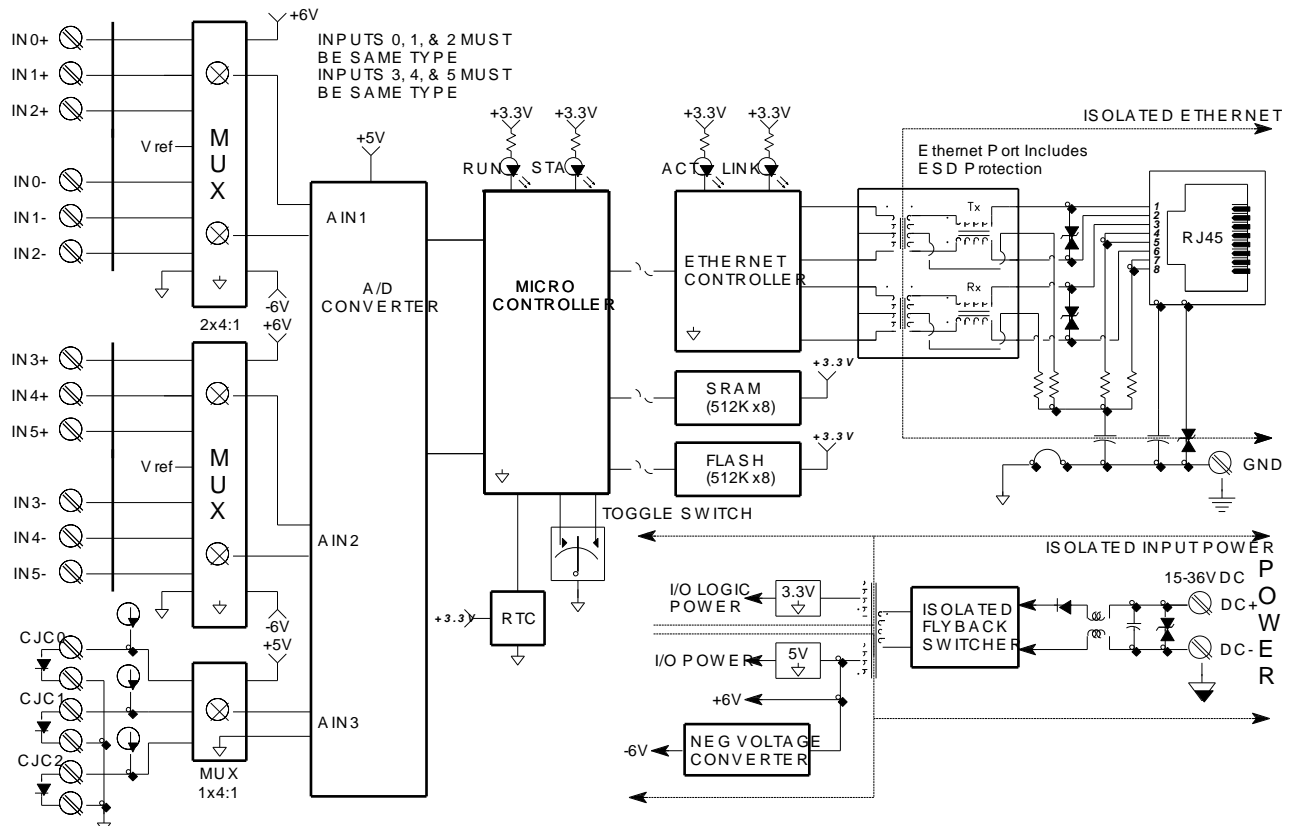 +6V
IN0+
IN1+
IN2+
MUX
Vref
IN0-
IN1-
IN2-
-6V
2x4:1
+6V
INPUTS 0, 1, & 2 MUST
BE SAME TYPE
INPUTS 3, 4, & 5 MUST
BE SAME TYPE
IN3+
IN4+
IN5+
MUX
Vref
IN3-
IN4-
IN5-
-6V
+5V
CJC0
CJC1
CJC2
MUX
1x4:1
+5V
AIN1
A/D
CONVERTER
AIN2
AIN3
+3.3V
+3.3V
RUN
STA
MICRO
CONTROLLER
+3.3V
RTC
TOGGLE SWITCH
+3.3V
+3.3V
ACT
LINK
ETHERNET
CONTROLLER
+3.3V
SRAM
(512K x8)
+3.3V
FLASH
(512K x8)
ISOLATED ETHERNET
Ethernet Port Includes
ESD Protection
Tx
Rx
1
2
3
4
5
6
7
8
RJ45
GND
ISOLATED INPUT POWER
15-36V DC
DC+
DC-
POWER
I/O LOGIC
POWER
3.3V
I/O POWER
5V
+6V
-6V
NEG VOLTAGE
CONVERTER
ISOLATED
FLYBACK
SWITCHER